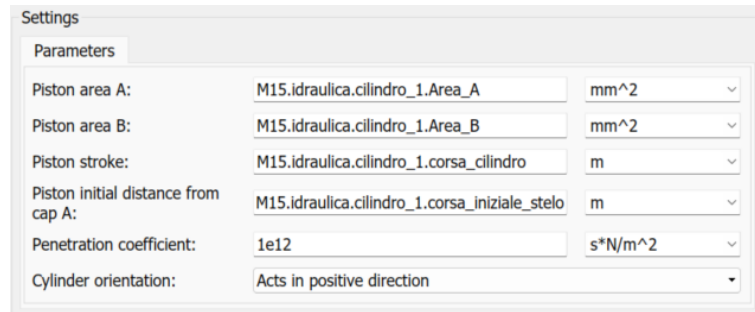 Settings
Parameters
Piston area A: M15.idraulica.cilindro_1.Area_A mm^2
Piston area B: M15.idraulica.cilindro_1.Area_B mm^2
Piston stroke: M15.idraulica.cilindro_1.corsa_cilindro m
Piston initial distance from
cap A: M15.idraulica.cilindro_1.corsa_iniziale_stelo m
Penetration coefficient: 1e12 s*N/m^2
Cylinder orientation: Acts in positive direction